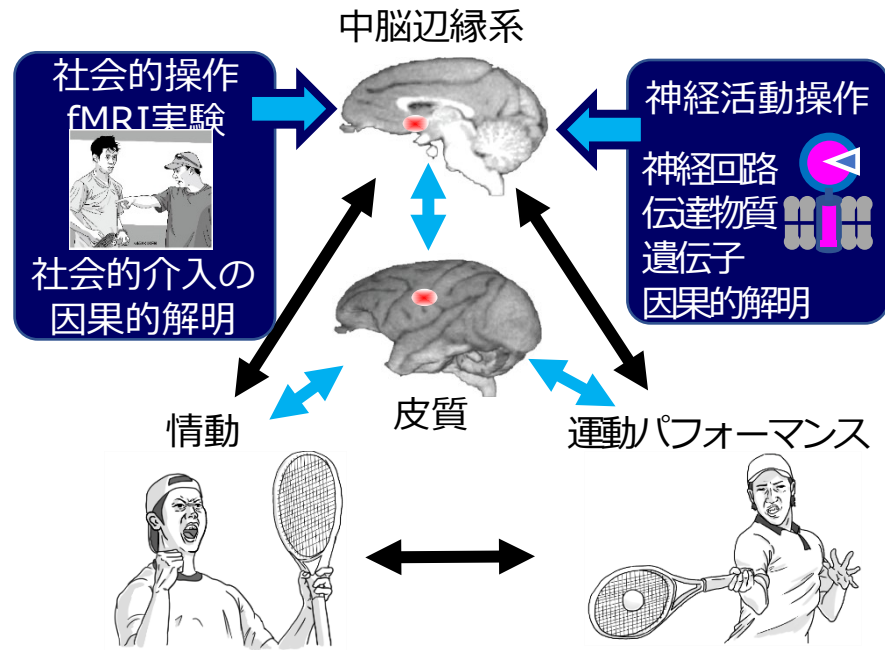 中脳辺縁系
社会的操作
fMRI実験
社会的介入の
因果的解明
神経活動操作
神経回路
伝達物質
遺伝子
因果的解明
皮質
情動
運動パフォーマンス